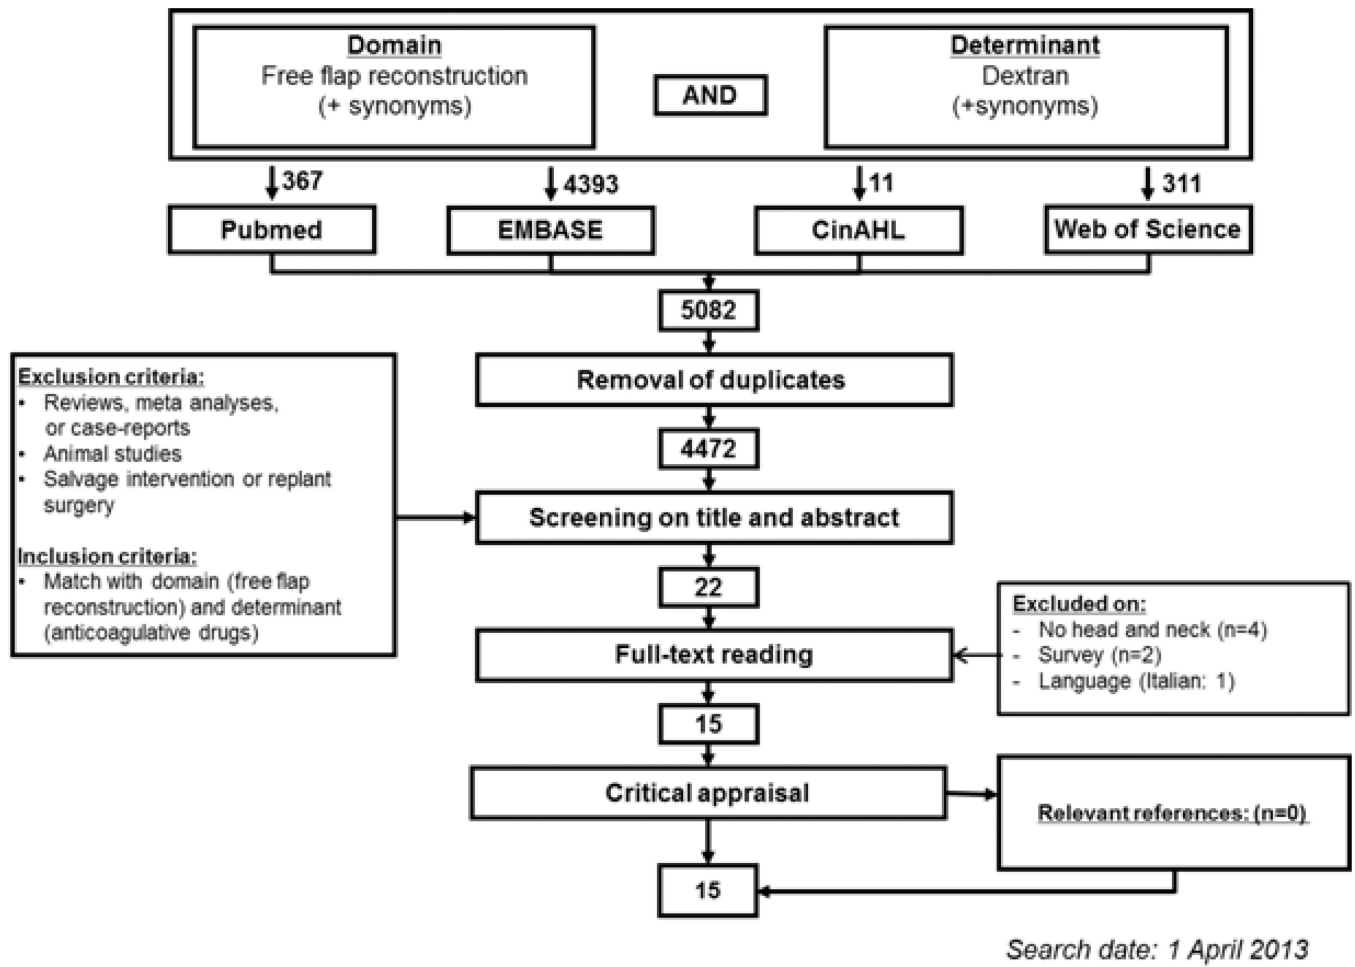 Domain
Free flap reconstruction
(+ synonyms)
AND
Determinant
Dextran
(+synonyms)
367
4393
11
311
Pubmed
EMBASE
CinAHL
Web of Science
5082
Removal of duplicates
4472
Exclusion criteria:
• Reviews, meta analyses,
or case-reports
• Animal studies
• Salvage intervention or replant
surgery
Inclusion criteria:
• Match with domain (free flap
reconstruction) and determinant
(anticoagulative drugs)
Screening on title and abstract
22
Full-text reading
Excluded on:
- No head and neck (n=4)
- Survey (n=2)
- Language (Italian: 1)
15
Critical appraisal
Relevant references: (n=0)
15
Search date: 1 April 2013